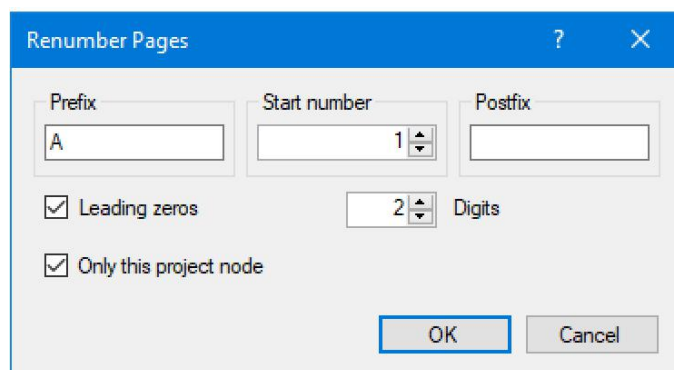 Renumber Pages ?
Prefix Start number Postfix
A 1
Leading zeros 2 Digits
Only this project node
OK Cancel